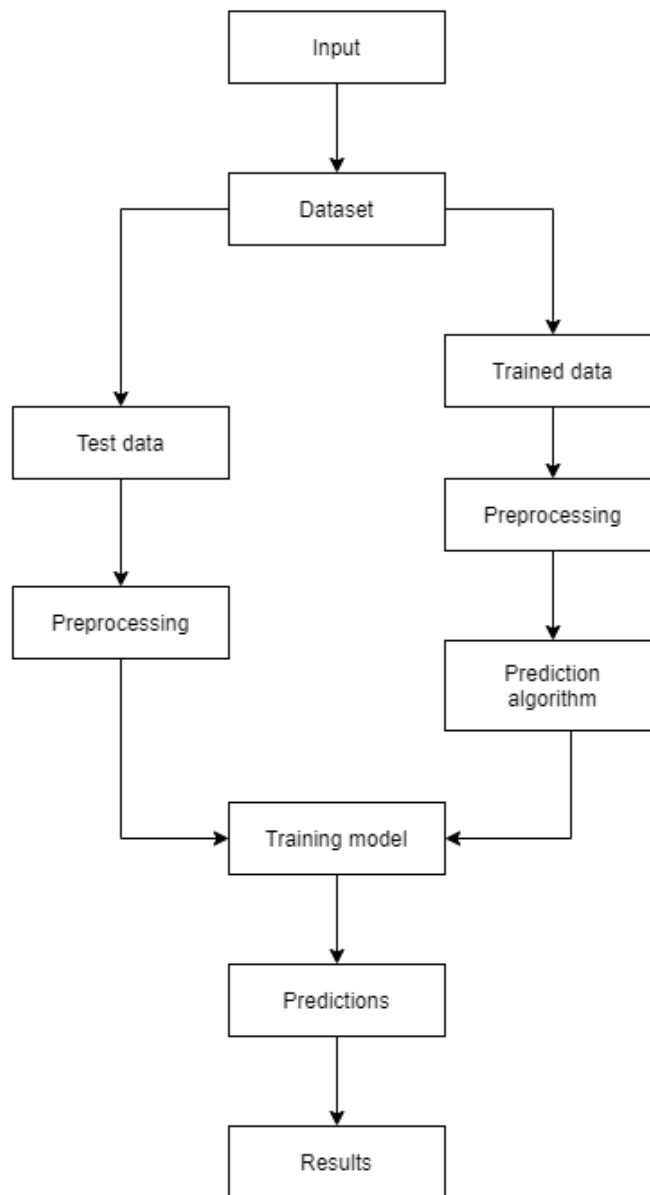 Input
Dataset
Trained data
Test data
Preprocessing
Preprocessing
Prediction
algorithm
Training model
Predictions
Results